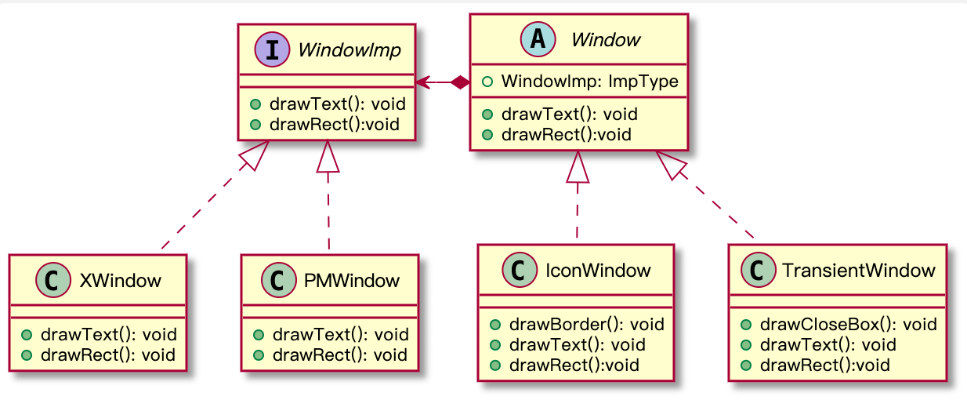 I WindowImp
drawText(): void
drawRect():void
A Window
WindowImp: ImpType
drawText(): void
drawRect():void
C XWindow
drawText(): void
drawRect(): void
C PMWindow
drawText(): void
drawRect(): void
C IconWindow
drawBorder(): void
drawText(): void
drawRect():void
C TransientWindow
drawCloseBox(): void
drawText(): void
drawRect():void